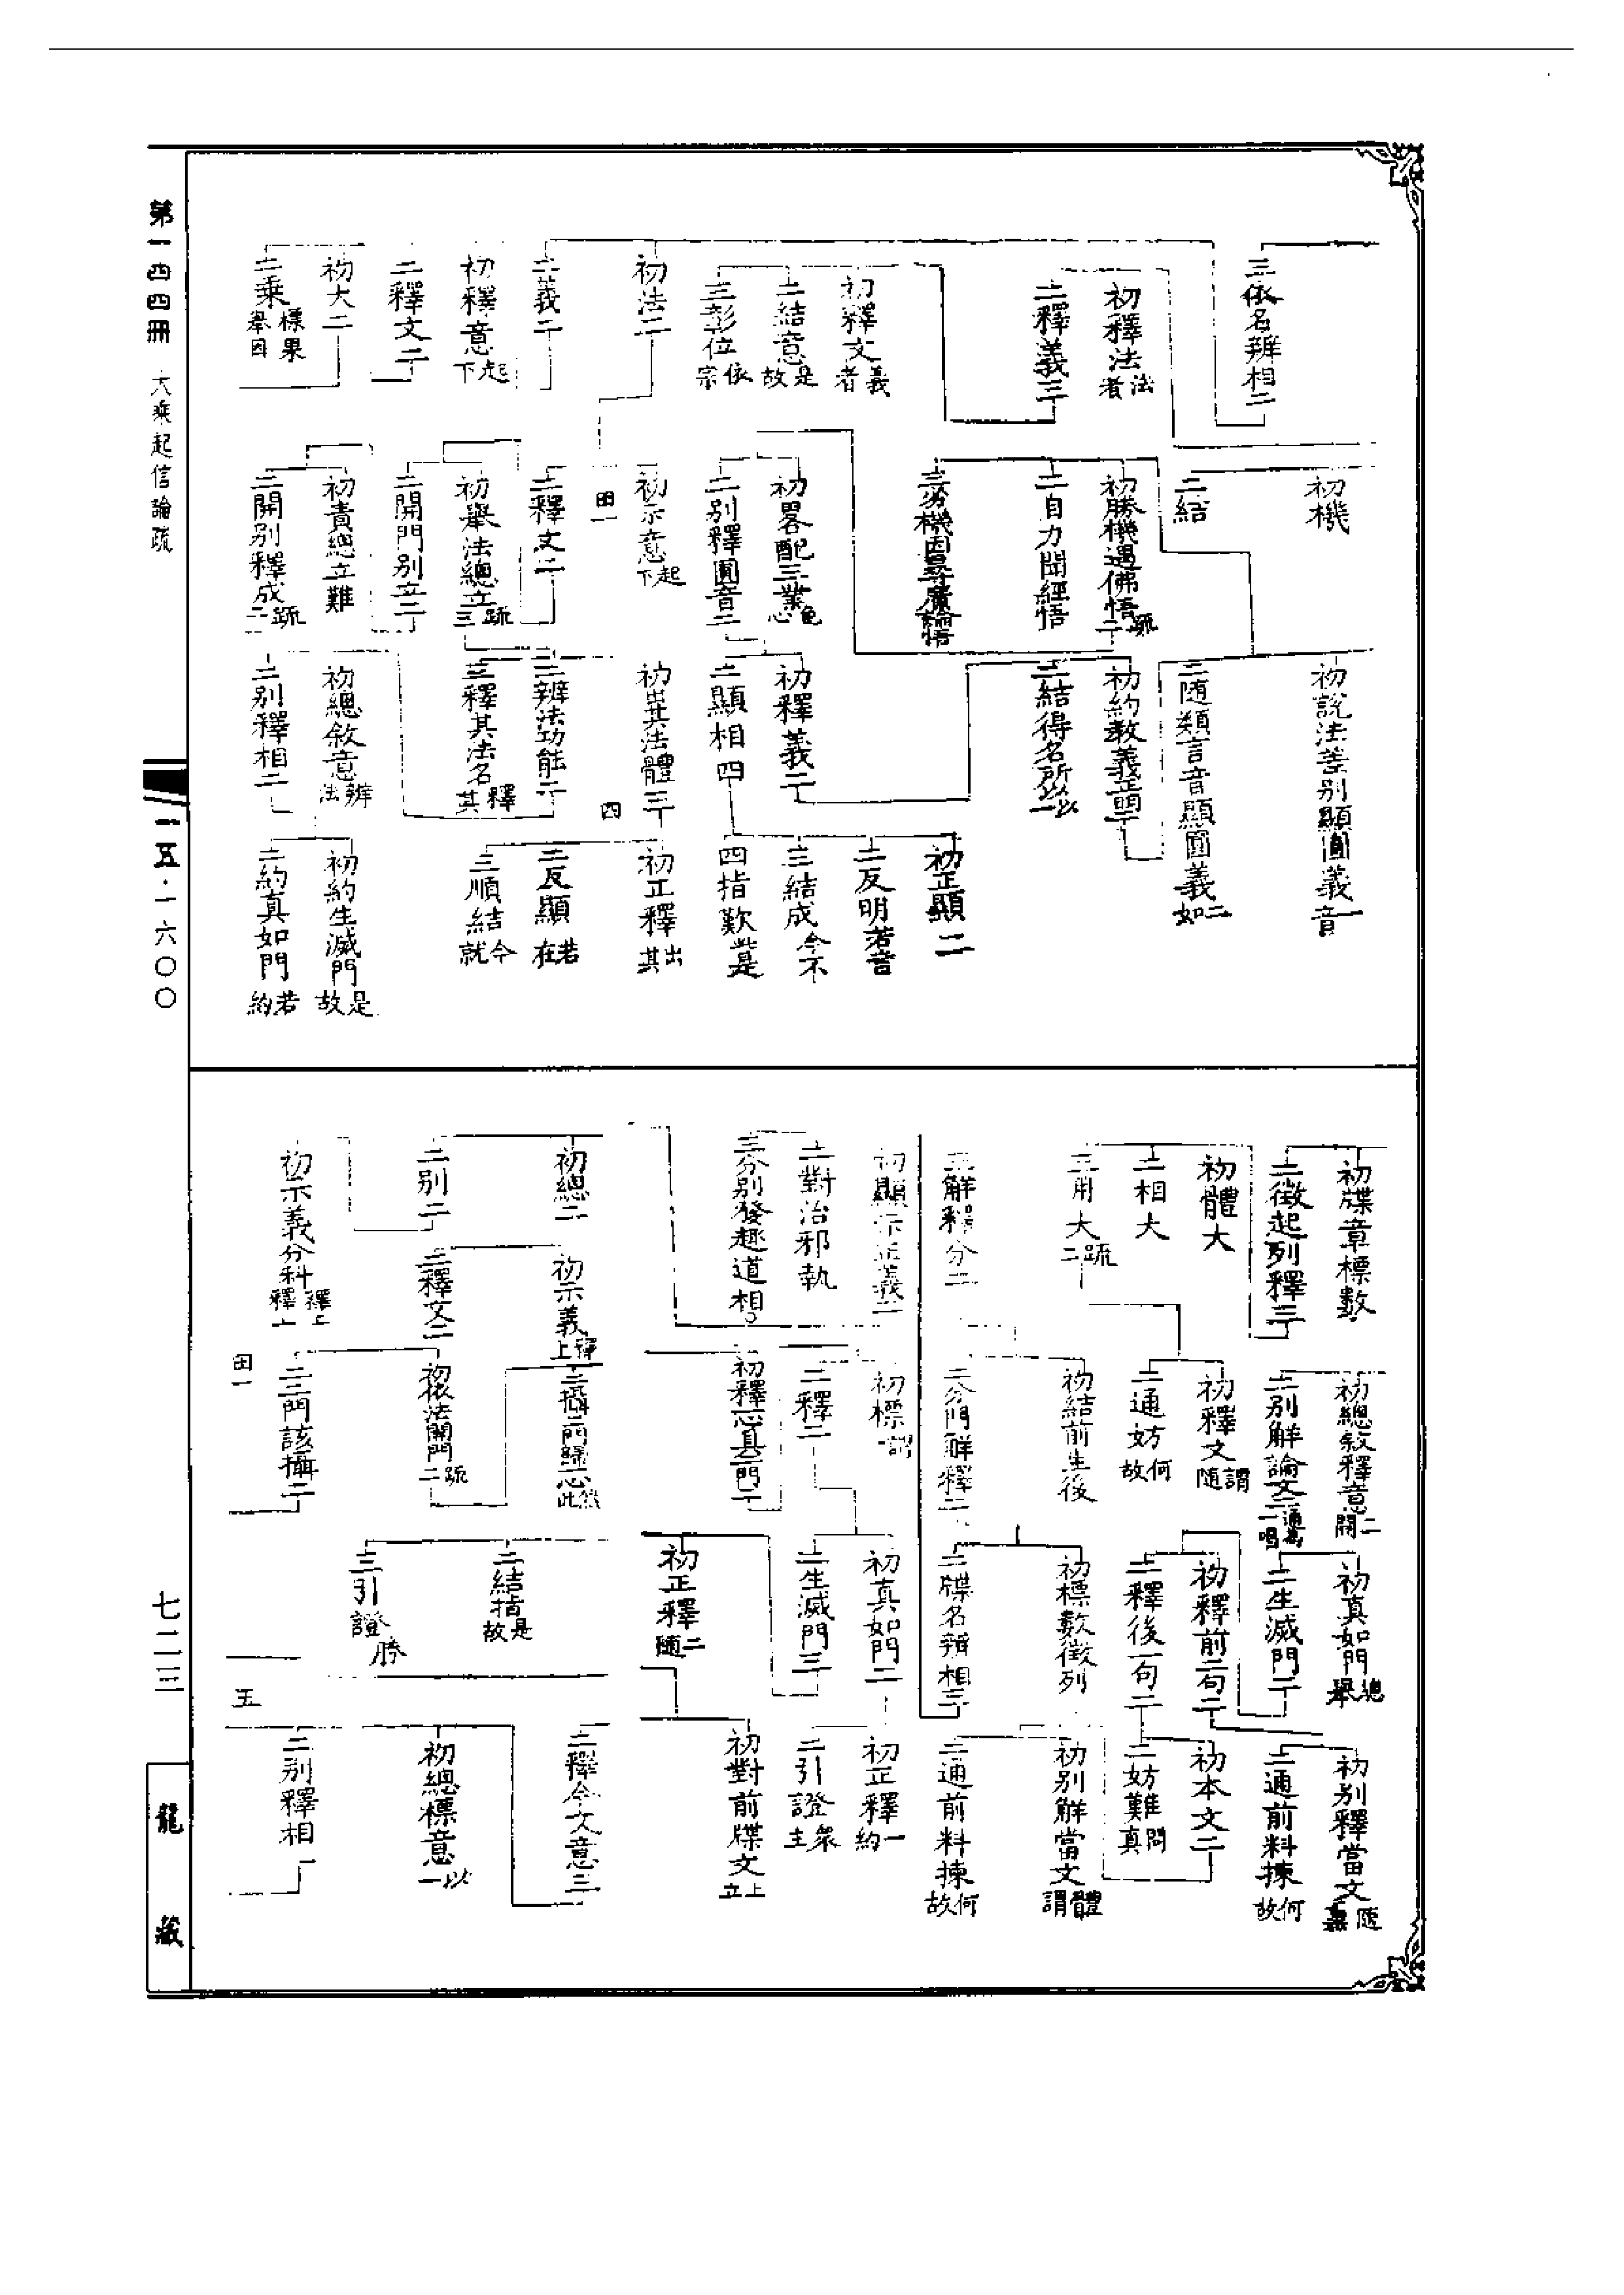 三依名辨相二
初釋法法者
二釋義三
初釋文義者
二結意是故
三彰位依宗
初法二
二義二
初釋意起下
二釋文二
初大二
二乘標果舉因
初機
二結
初勝機遇佛悟疏二
二自力聞經悟
初畧配三業色心
二別釋圓音二
初示意起下
田一
二釋文二
初舉法總立疏三
二開門別立二
初責總立難
二開別釋成疏二
初說法差別顯圓義一音
二隨類言音顯圓義二如
初約教義正明二
二結得名所以以一
初釋義二
二顯相四
初出其法體三
四
二辨法功能二
三釋其法名釋其
初總敘意辨法
二別釋相二
初正顯二
二反明若音
三結成今不
四指歎葢是
初正釋出其
二反顯若在
三順結今就
初約生滅門是故
二約真如門若約
初牒章標數
二徵起列釋三
初體大
二相大
三用大疏二
三解釋分二
初顯示正義二
二對治邪執
三分別發趣道相
初總二
二別二
初示義分科釋上釋上
初示義釋上
二釋文二
初總敘釋意二開
二別解論文二
初釋文謂隨
二通妨何故
初結前生後
二分門解釋二
初標謂
二釋二
初釋心真二門二
二攝二門歸一心然此
初依法開門疏二
二二門該攝二
田一
初真如門總舉
二生滅門二
初釋前二句二
二釋後一句二
初標數徵列
二牒名辨相三
初真如門二
二生滅門三
初正釋二隨
二結指是故
三引證勝
五
初別釋當文
二通前料揀何故
初本文二
二妨難問真
初別解當文體謂
二通前料揀何故
初正釋一約
二引證眾主
初對前牒文上立
二釋今文意三
初總標意以一
二別釋相一
第一四四冊 大乘起信論疏
一五·一六〇〇
七二三
龍藏